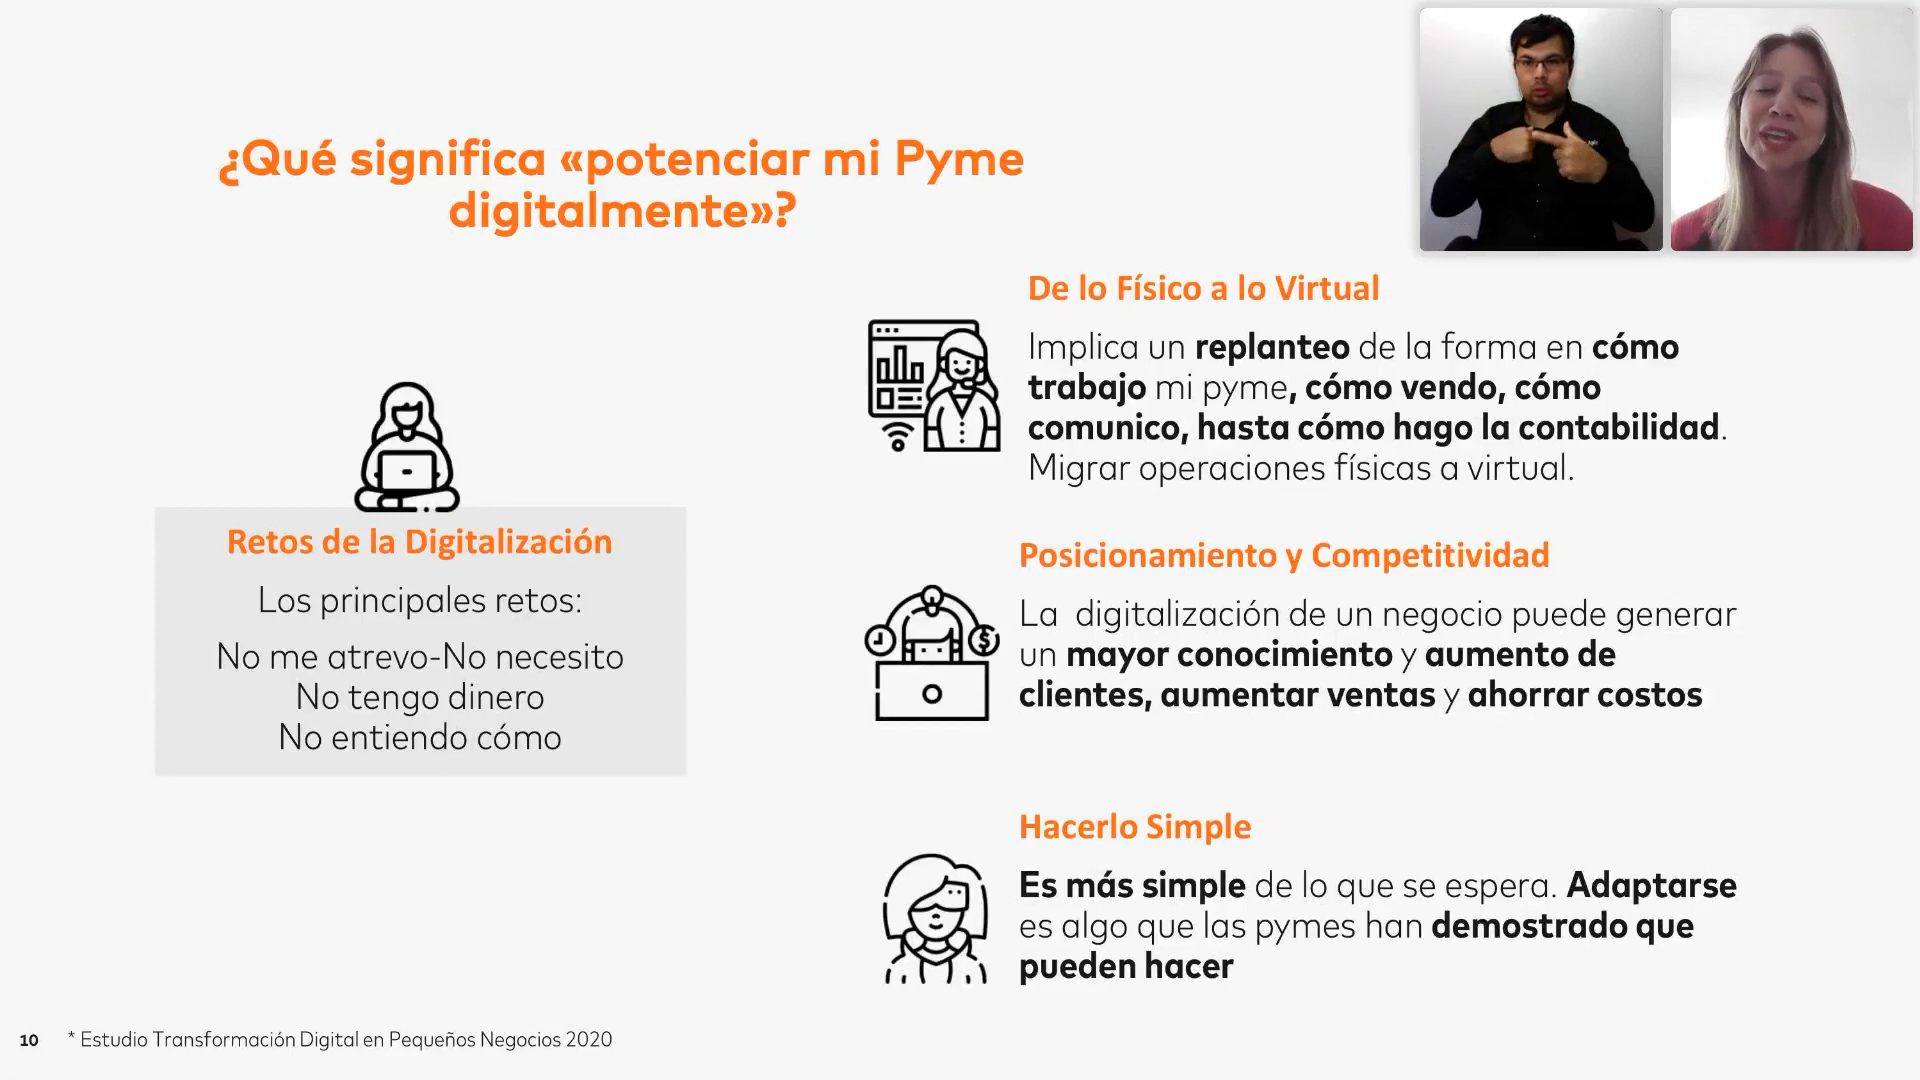 ¿Qué significa «potenciar mi Pyme
digitalmente»?
Retos de la Digitalización
Los principales retos:
No me atrevo-No necesito
No tengo dinero
No entiendo cómo
De lo Físico a lo Virtual
Implica un replanteo de la forma en cómo
trabajo mi pyme, cómo vendo, cómo
comunico, hasta cómo hago la contabilidad.
Migrar operaciones físicas a virtual.
Posicionamiento y Competitividad
La digitalización de un negocio puede generar
un mayor conocimiento y aumento de
clientes, aumentar ventas y ahorrar costos
Hacerlo Simple
Es más simple de lo que se espera. Adaptarse
es algo que las pymes han demostrado que
pueden hacer
10 * Estudio Transformación Digital en Pequeños Negocios 2020